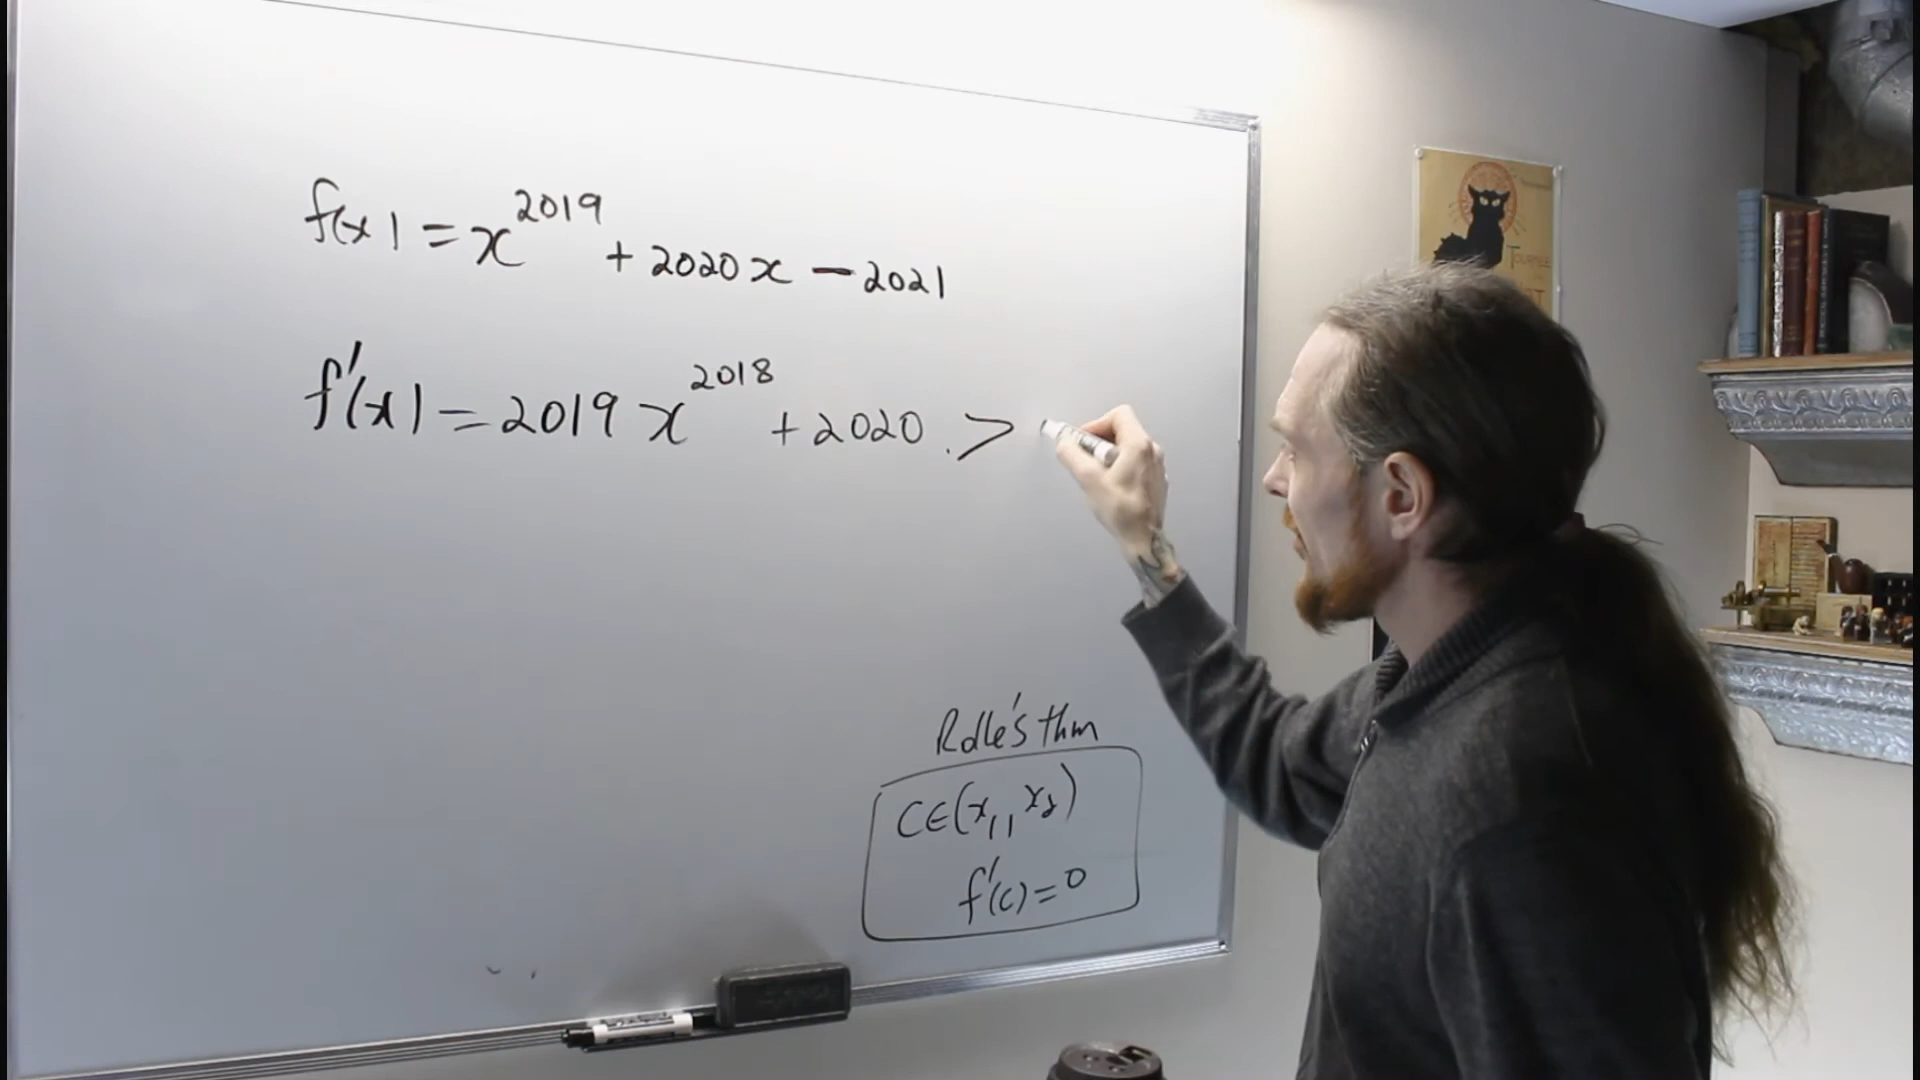 f(x) = x^2019 + 2020x − 2021
f'(x) = 2019x^2018 + 2020 . >
Rolle's thm
C∈(x₁, x₂)
f'(c) = 0